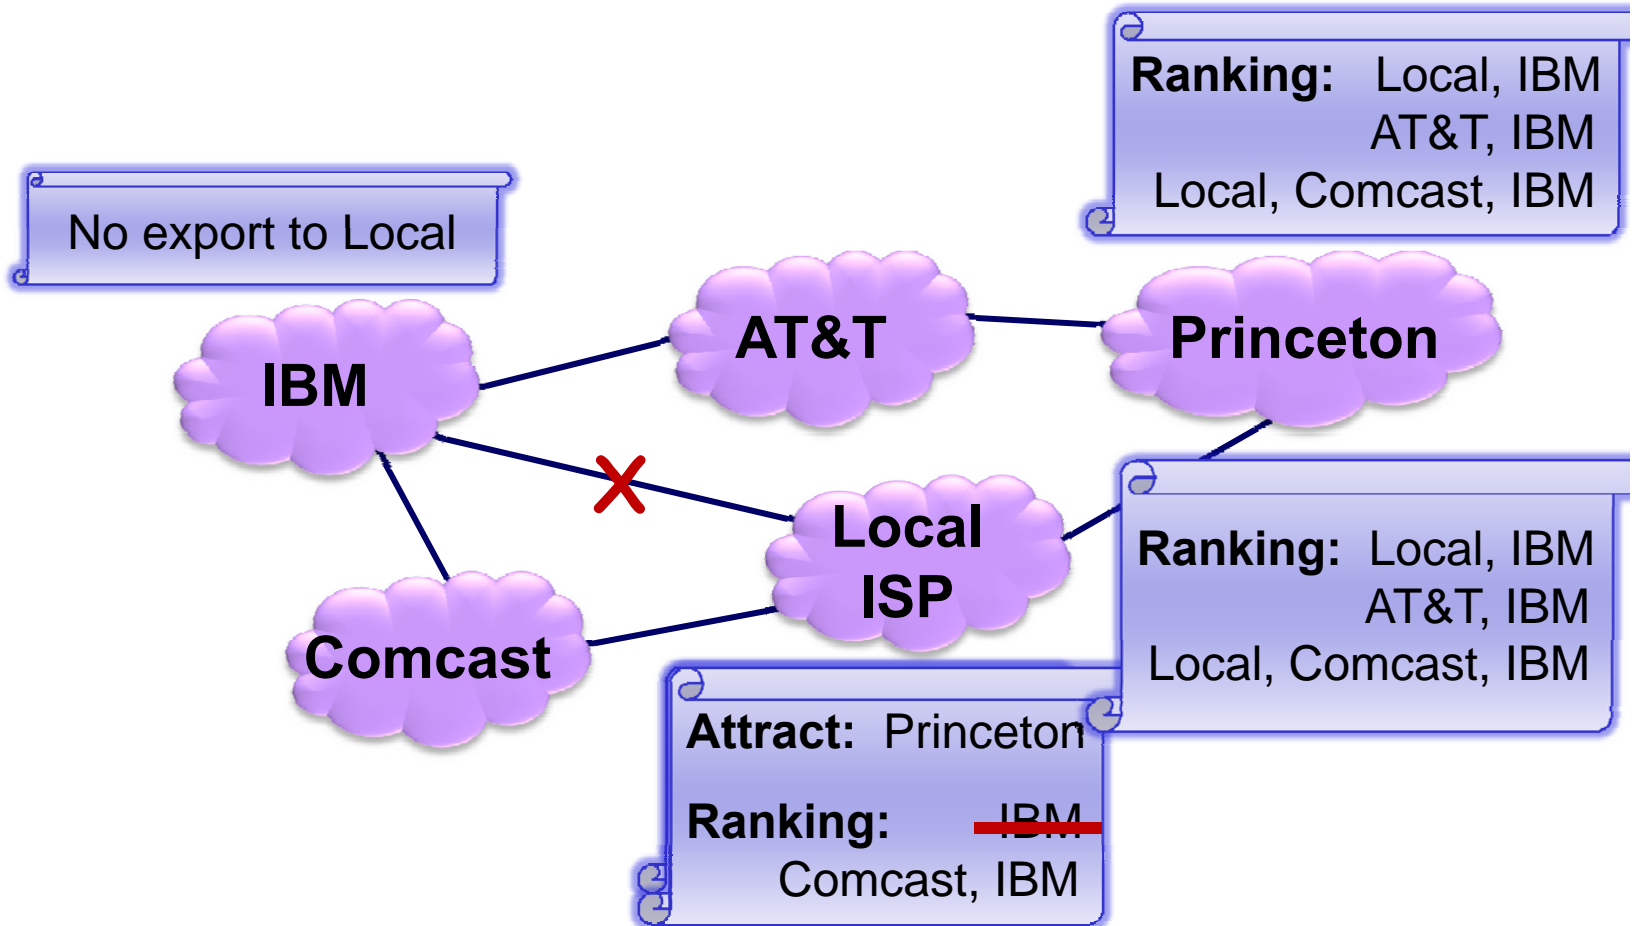 Ranking: Local, IBM
AT&T, IBM
Local, Comcast, IBM
No export to Local
AT&T
Princeton
IBM
Local
ISP
Comcast
Ranking: Local, IBM
AT&T, IBM
Local, Comcast, IBM
Attract: Princeton
Ranking: IBM
Comcast, IBM